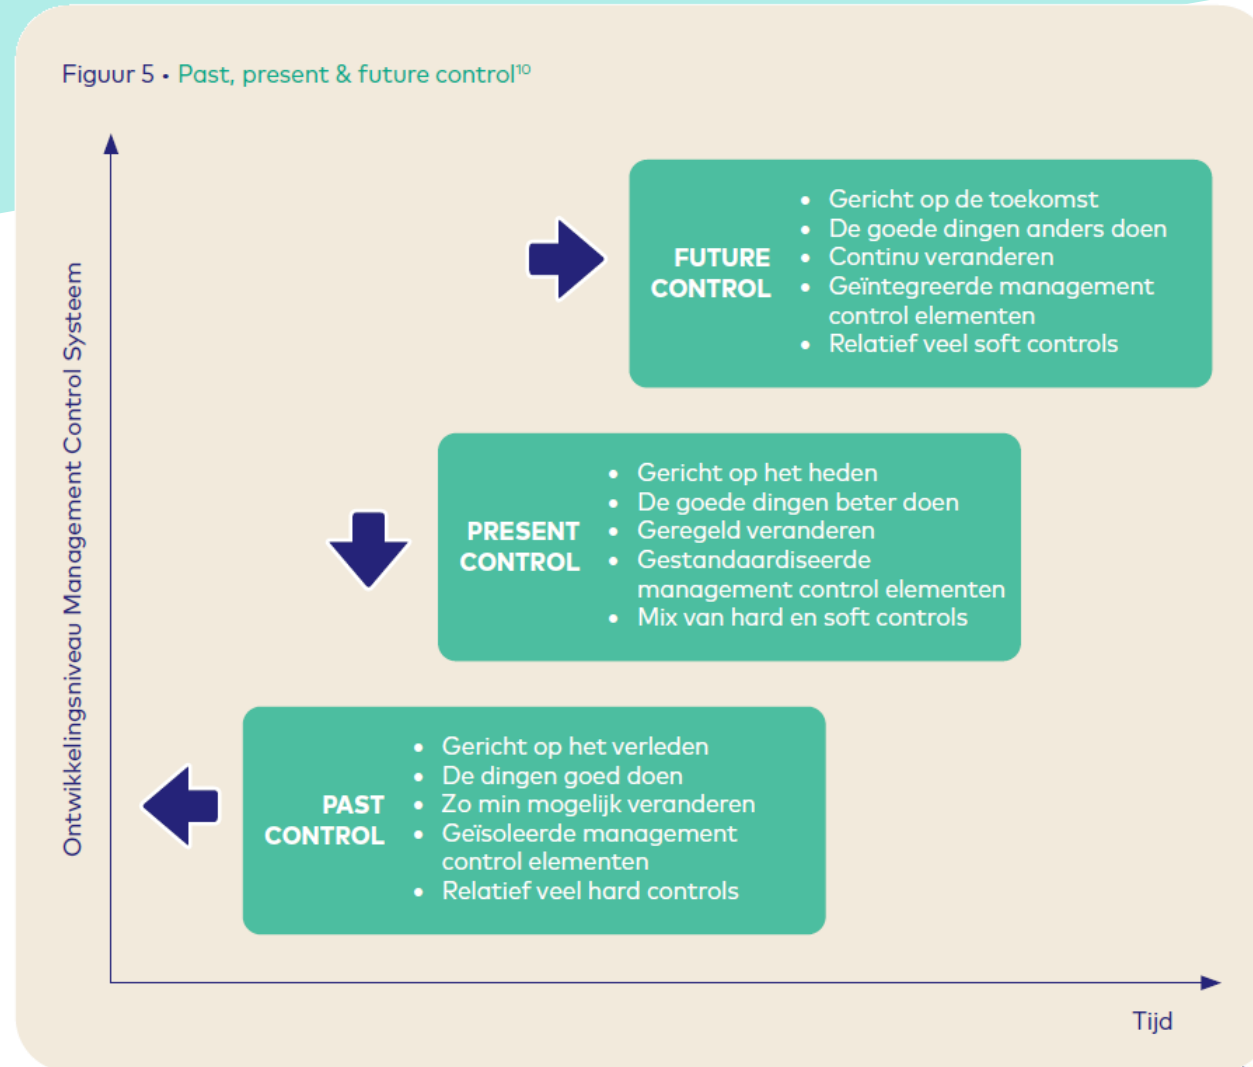 Figuur 5 • Past, present & future control¹⁰
Ontwikkelingsniveau Management Control Systeem
FUTURE
CONTROL
• Gericht op de toekomst
• De goede dingen anders doen
• Continu veranderen
• Geïntegreerde management
control elementen
• Relatief veel soft controls
PRESENT
CONTROL
• Gericht op het heden
• De goede dingen beter doen
• Geregeld veranderen
• Gestandaardiseerde
management control elementen
• Mix van hard en soft controls
PAST
CONTROL
• Gericht op het verleden
• De dingen goed doen
• Zo min mogelijk veranderen
• Geïsoleerde management
control elementen
• Relatief veel hard controls
Tijd